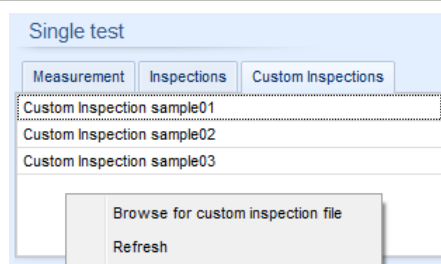 Single test
Measurement Inspections Custom Inspections
Custom Inspection sample01
Custom Inspection sample02
Custom Inspection sample03
Browse for custom inspection file
Refresh